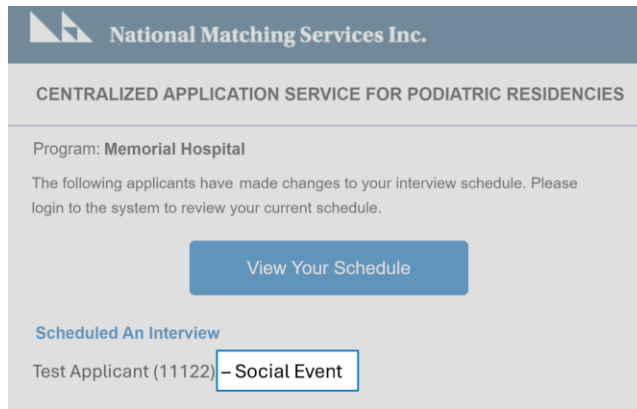 National Matching Services Inc.
CENTRALIZED APPLICATION SERVICE FOR PODIATRIC RESIDENCIES
Program: Memorial Hospital
The following applicants have made changes to your interview schedule. Please
login to the system to review your current schedule.
View Your Schedule
Scheduled An Interview
Test Applicant (11122) – Social Event